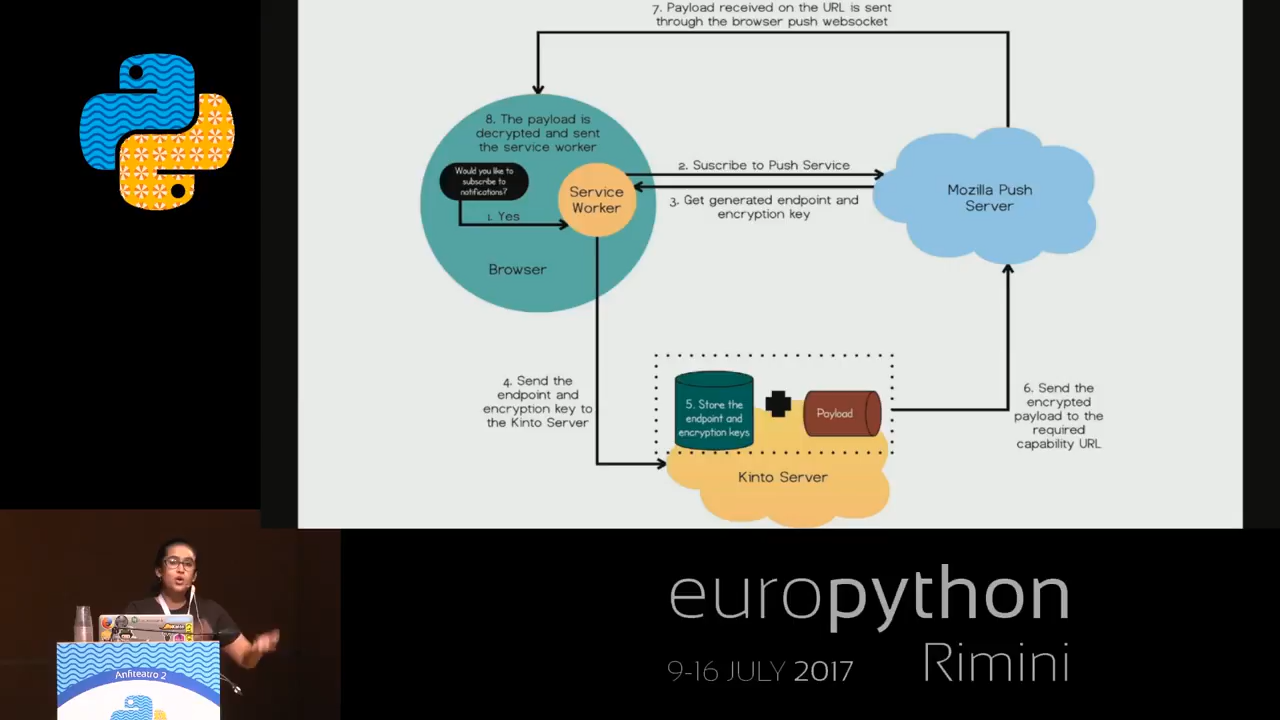 7. Payload received on the URL is sent
through the browser push websocket
8. The payload is
decrypted and sent
the service worker
Would you like to
subscribe to
notifications?
1. Yes
Service
Worker
Browser
2. Suscribe to Push Service
3. Get generated endpoint and
encryption key
Mozilla Push
Server
4. Send the
endpoint and
encryption key to
the Kinto Server
5. Store the
endpoint and
encryption keys
Payload
Kinto Server
6. Send the
encrypted
payload to the
required
capability URL
Anfiteatro 2
europython
Rimini
9-16 JULY 2017